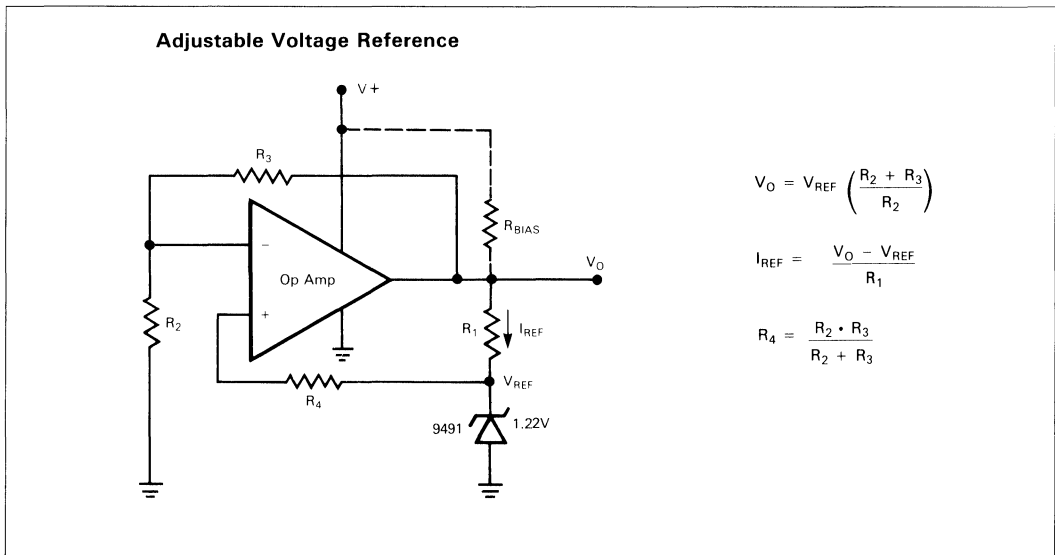 Adjustable Voltage Reference
V+
R3
RBIAS
VO
−
Op Amp
+
R2
R1
IREF
R4
VREF
9491
1.22V
VO = VREF ( R2 + R3 / R2 )
IREF = VO − VREF / R1
R4 = R2 • R3 / R2 + R3